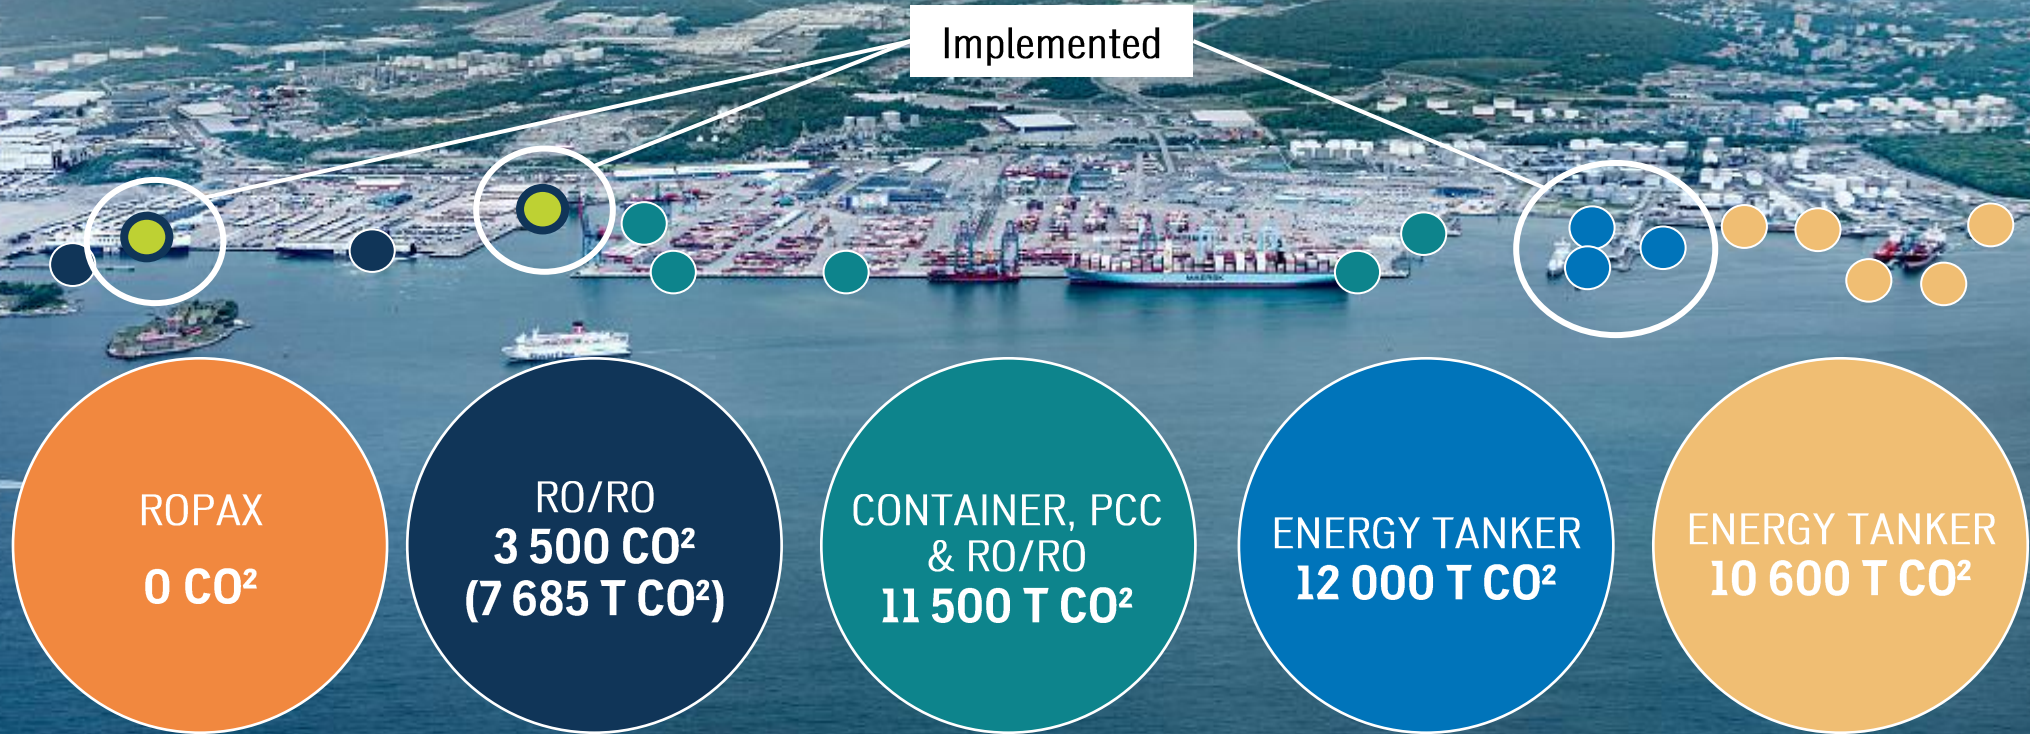 Implemented
MAERSK
ROPAX
0 CO²
RO/RO
3 500 CO²
(7 685 T CO²)
CONTAINER, PCC
& RO/RO
11 500 T CO²
ENERGY TANKER
12 000 T CO²
ENERGY TANKER
10 600 T CO²